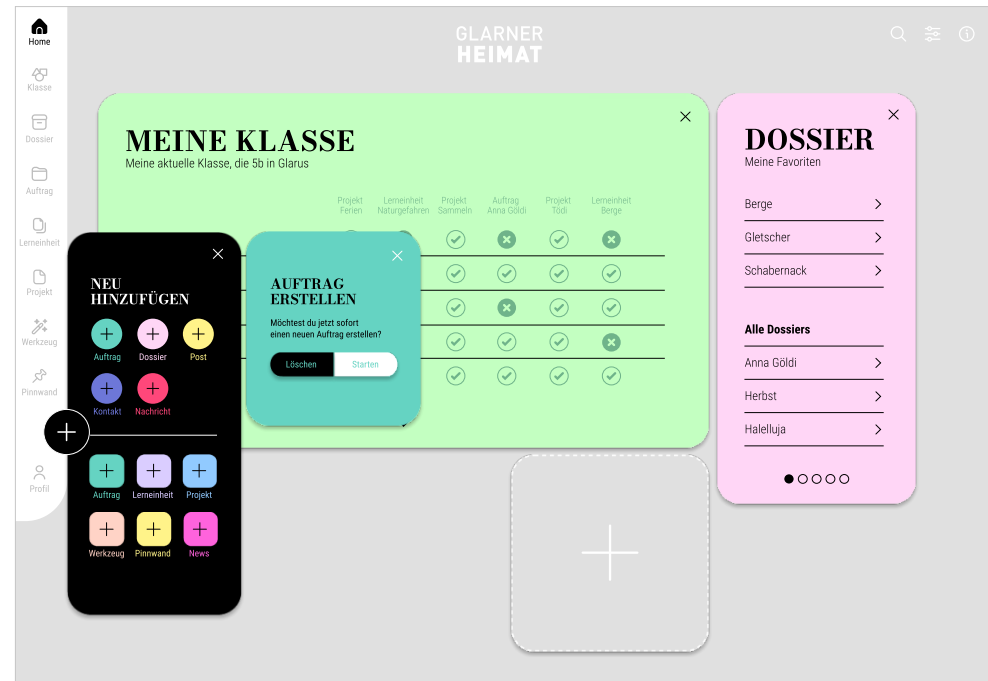 GLARNER
HEIMAT
Home
Klasse
Dossier
Auftrag
Lerneinheit
Projekt
Werkzeug
Pinnwand
Profil
MEINE KLASSE
Meine aktuelle Klasse, die 5b in Glarus
Projekt Ferien
Lerneinheit Naturgefahren
Projekt Sammeln
Auftrag Anna Göldi
Projekt Tödi
Lerneinheit Berge
NEU
HINZUFÜGEN
Auftrag Dossier Post
Kontakt Nachricht
Auftrag Lerneinheit Projekt
Werkzeug Pinnwand News
AUFTRAG
ERSTELLEN
Möchtest du jetzt sofort
einen neuen Auftrag erstellen?
Löschen Starten
DOSSIER
Meine Favoriten
Berge
Gletscher
Schabernack
Alle Dossiers
Anna Göldi
Herbst
Halelluja